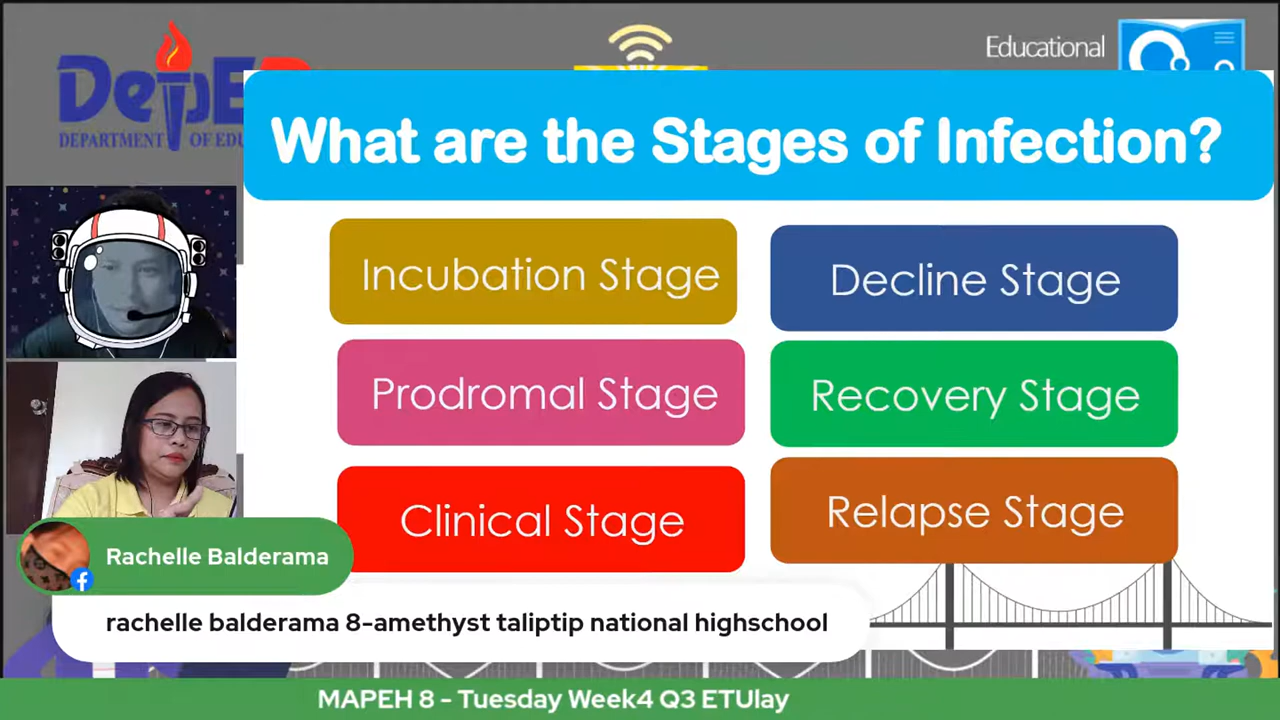 DepE
DEPARTMENT OF EDU
Educational
What are the Stages of Infection?
Incubation Stage
Decline Stage
Prodromal Stage
Recovery Stage
Clinical Stage
Relapse Stage
Rachelle Balderama
rachelle balderama 8-amethyst taliptip national highschool
MAPEH 8 - Tuesday Week4 Q3 ETUlay